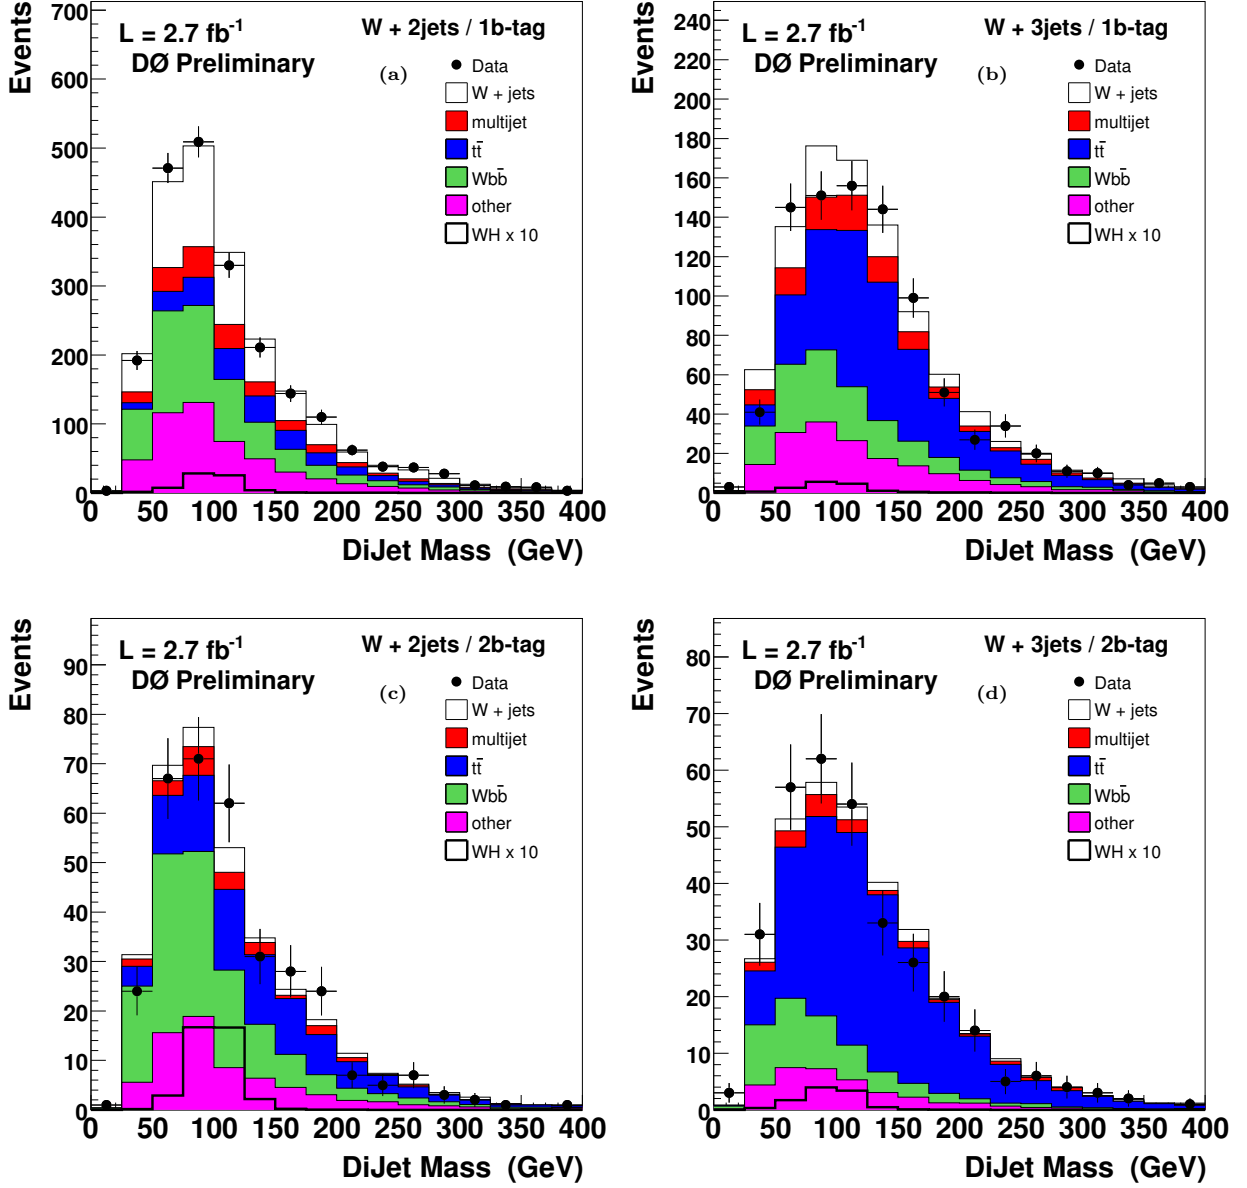 Events
L = 2.7 fb-1
DØ Preliminary
W + 2jets / 1b-tag
(a)
Data
W + jets
multijet
tt̄
Wbb̄
other
WH x 10
700
600
500
400
300
200
100
0
0 50 100 150 200 250 300 350 400
DiJet Mass (GeV)
Events
L = 2.7 fb-1
DØ Preliminary
W + 3jets / 1b-tag
(b)
Data
W + jets
multijet
tt̄
Wbb̄
other
WH x 10
240
220
200
180
160
140
120
100
80
60
40
20
0
0 50 100 150 200 250 300 350 400
DiJet Mass (GeV)
Events
L = 2.7 fb-1
DØ Preliminary
W + 2jets / 2b-tag
(c)
Data
W + jets
multijet
tt̄
Wbb̄
other
WH x 10
90
80
70
60
50
40
30
20
10
0
0 50 100 150 200 250 300 350 400
DiJet Mass (GeV)
Events
L = 2.7 fb-1
DØ Preliminary
W + 3jets / 2b-tag
(d)
Data
W + jets
multijet
tt̄
Wbb̄
other
WH x 10
80
70
60
50
40
30
20
10
0
0 50 100 150 200 250 300 350 400
DiJet Mass (GeV)